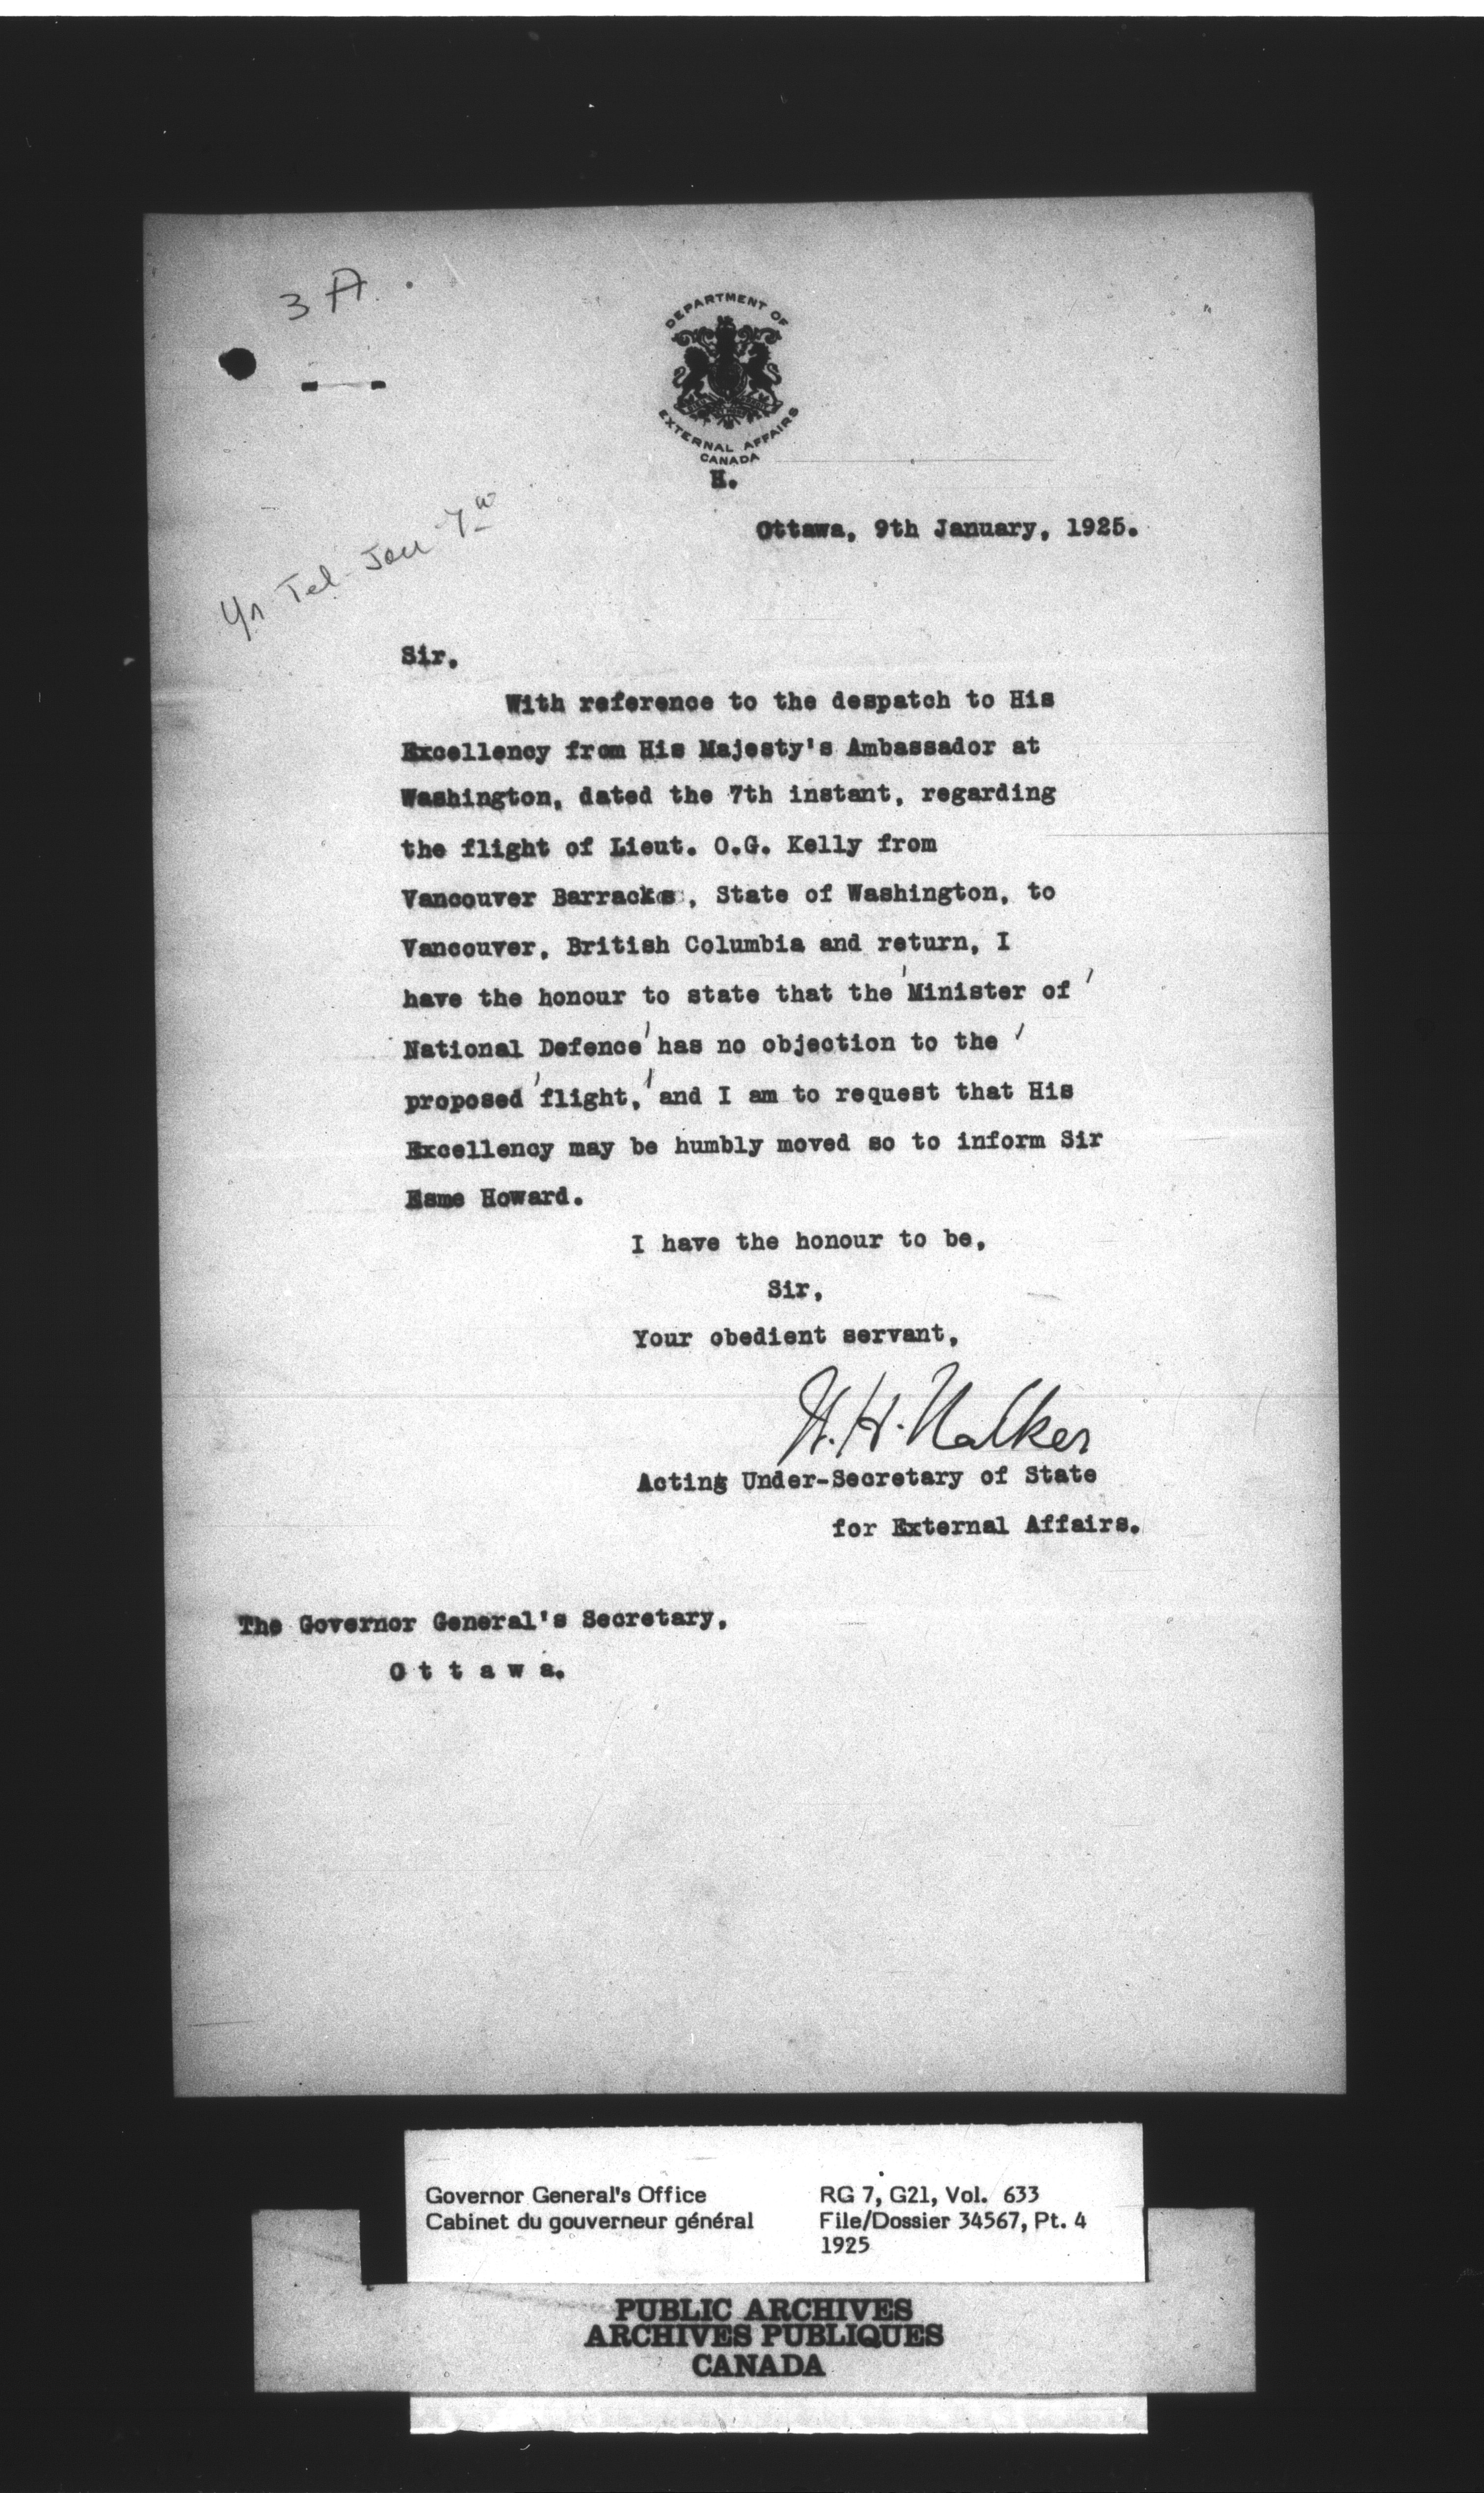 3 A.
DEPARTMENT OF
EXTERNAL AFFAIRS
CANADA
H.
Ottawa, 9th January, 1925.
Yr Tel Jan 7th
Sir,
With reference to the despatch to His
Excellency from His Majesty's Ambassador at
Washington, dated the 7th instant, regarding
the flight of Lieut. O.G. Kelly from
Vancouver Barracks, State of Washington, to
Vancouver, British Columbia and return, I
have the honour to state that the Minister of
National Defence has no objection to the
proposed flight, and I am to request that His
Excellency may be humbly moved so to inform Sir
Esme Howard.
I have the honour to be,
Sir,
Your obedient servant,
W.H. Walker
Acting Under-Secretary of State
for External Affairs.
The Governor General's Secretary,
O t t a w a.
Governor General's Office RG 7, G21, Vol. 633
Cabinet du gouverneur général File/Dossier 34567, Pt. 4
1925
PUBLIC ARCHIVES
ARCHIVES PUBLIQUES
CANADA